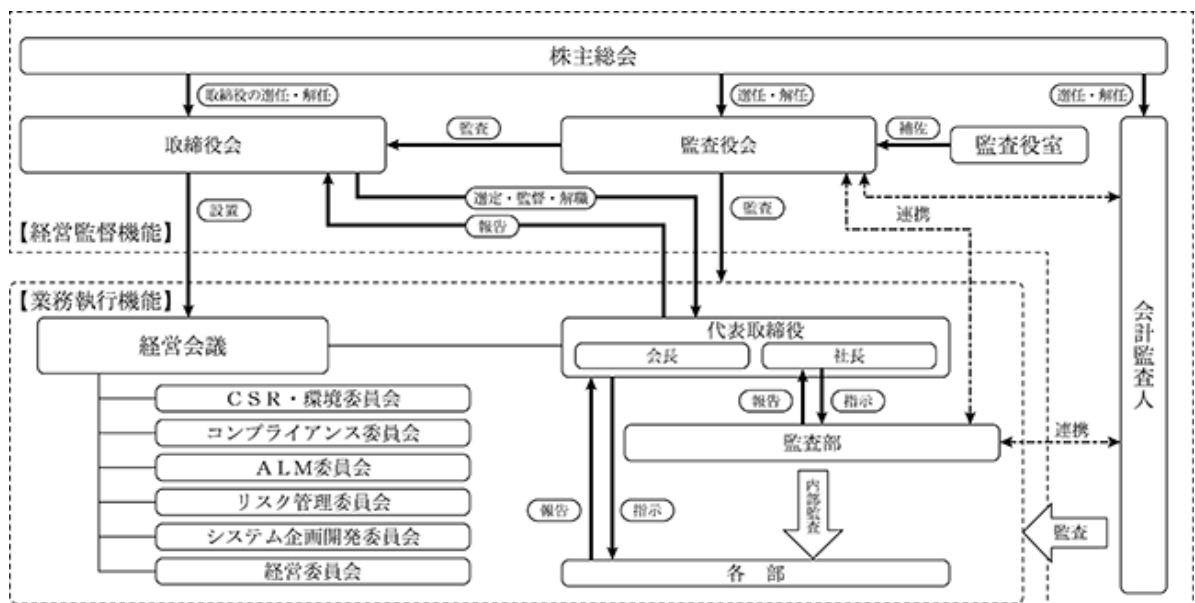 株主総会
取締役の選任・解任
選任・解任
選任・解任
取締役会
監査
監査役会
補佐
監査役室
設置
選定・監督・解職
報告
監査
連携
【経営監督機能】
【業務執行機能】
経営会議
代表取締役
会長
社長
会計監査人
CSR・環境委員会
コンプライアンス委員会
ALM委員会
リスク管理委員会
システム企画開発委員会
経営委員会
報告
指示
監査部
連携
報告
指示
内部監査
監査
各 部